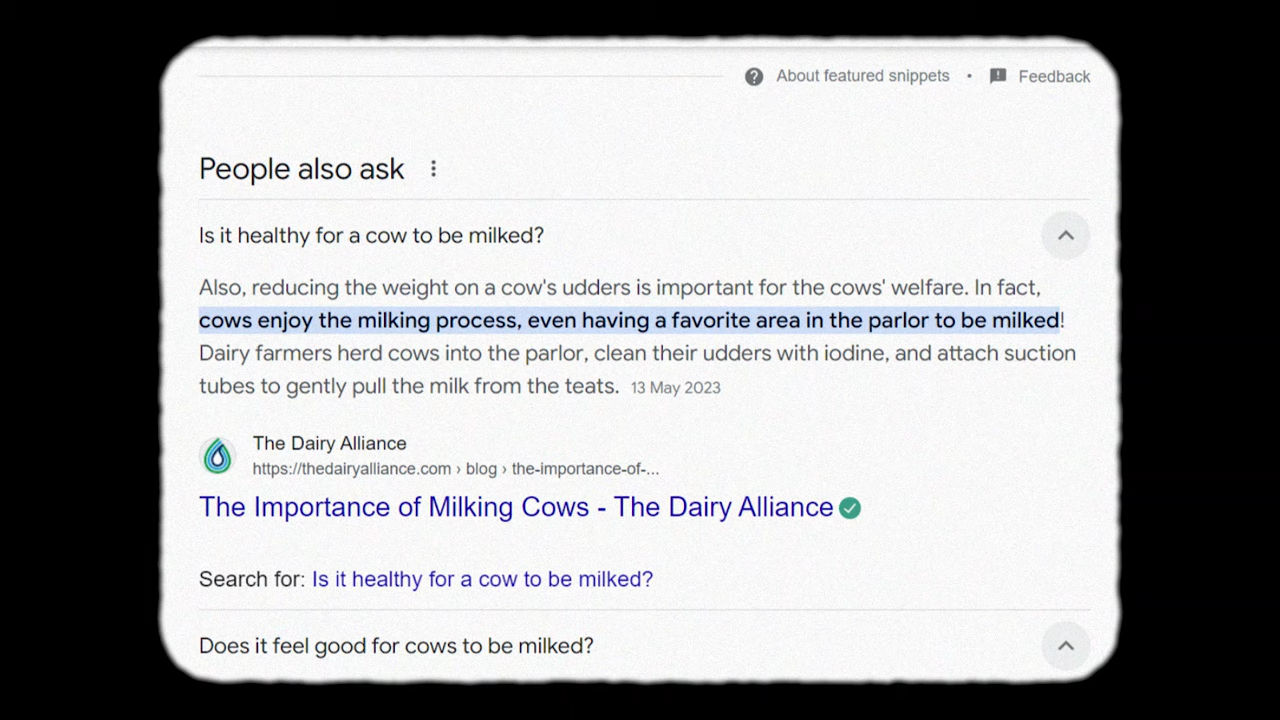 About featured snippets • Feedback
People also ask
Is it healthy for a cow to be milked?
Also, reducing the weight on a cow's udders is important for the cows' welfare. In fact,
cows enjoy the milking process, even having a favorite area in the parlor to be milked!
Dairy farmers herd cows into the parlor, clean their udders with iodine, and attach suction
tubes to gently pull the milk from the teats. 13 May 2023
The Dairy Alliance
https://thedairyalliance.com › blog › the-importance-of-...
The Importance of Milking Cows - The Dairy Alliance
Search for: Is it healthy for a cow to be milked?
Does it feel good for cows to be milked?